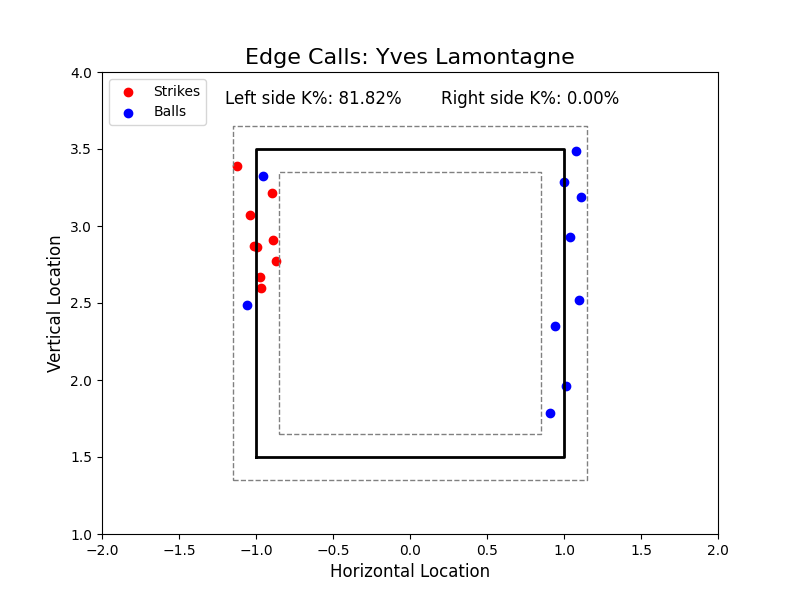 Edge Calls: Yves Lamontagne
Strikes
Balls
Left side K%: 81.82%
Right side K%: 0.00%
4.0
3.5
3.0
2.5
2.0
1.5
1.0
Vertical Location
−2.0 −1.5 −1.0 −0.5 0.0 0.5 1.0 1.5 2.0
Horizontal Location